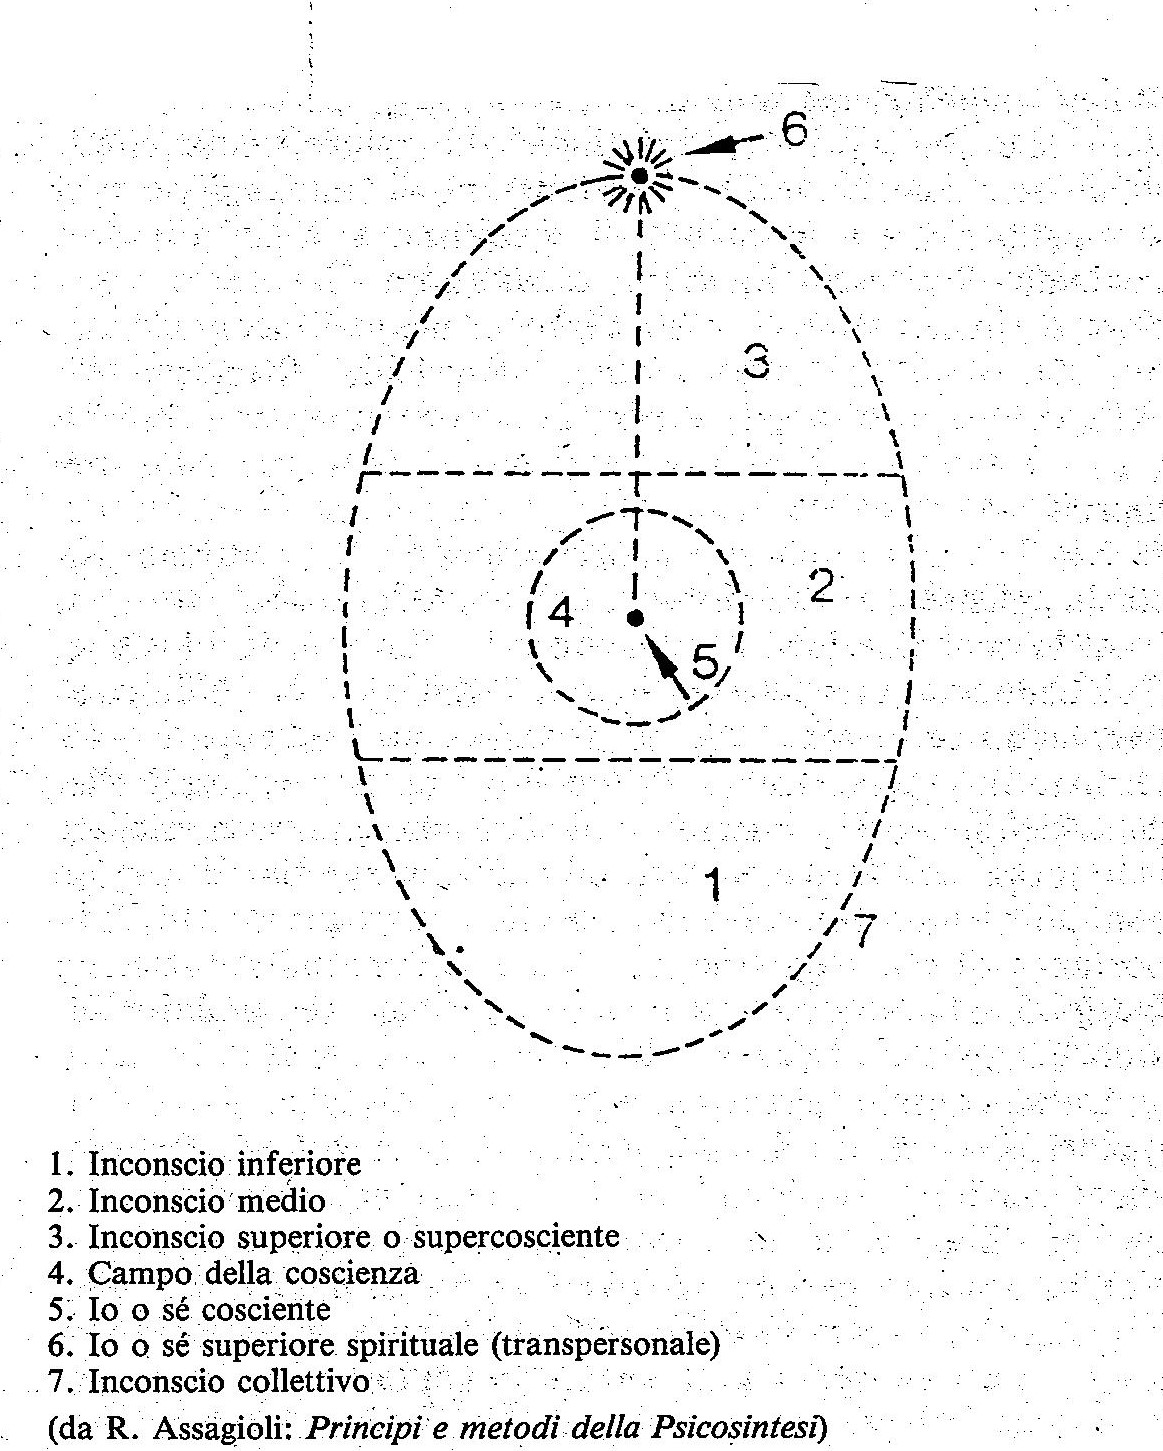 6
3
2
4
5
1
7
1. Inconscio inferiore
2. Inconscio medio
3. Inconscio superiore o supercosciente
4. Campo della coscienza
5. Io o sé cosciente
6. Io o sé superiore spirituale (transpersonale)
7. Inconscio collettivo
(da R. Assagioli: Principi e metodi della Psicosintesi)